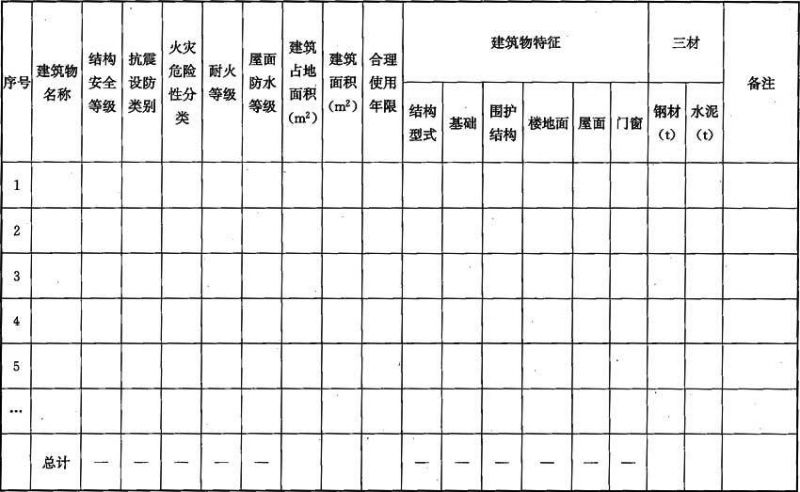 序号
建筑物
名称
结构
安全
等级
抗震
设防
类别
火灾
危险
性分
类
耐火
等级
屋面
防水
等级
建筑
占地
面积
(m²)
建筑
面积
(m²)
合理
使用
年限
建筑物特征
结构
型式
基础
围护
结构
楼地面
屋面
门窗
三材
钢材
(t)
水泥
(t)
备注
1
2
3
4
5
…
总计 — — — — — — — — — — —